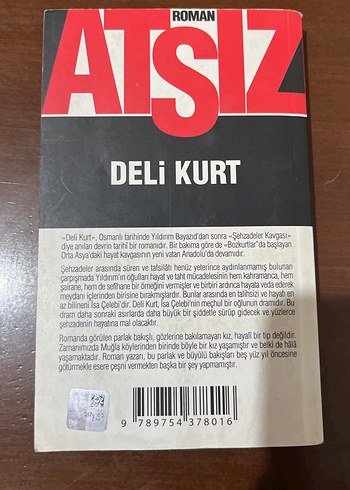 ROMAN
ATSIZ
DELİ KURT
«Deli Kurt», Osmanlı tarihinde Yıldırım Bayazıd'dan sonra «Şehzadeler Kavgası»
diye anılan devrin tarihî bir romanıdır. Bir bakıma göre de «Bozkurtlar”da başlayan
Orta Asya'daki hayat kavgasının yeni vatan Anadolu'da devamıdır.
Şehzadeler arasında süren ve tafsilâtı henüz yeterince aydınlanmamış bulunan
çarpışmada Yıldırım'ın oğulları hayat ve taht mücadelesinin hem kahramanca, hem
şairane, hem de sefihane bir örneğini vermişler ve birbiri ardınca hayata veda ederek
meydanı içlerinden birisine bırakmışlardır. Bunlar arasında en talihsizi ve hayatı en
az bilineni İsa Çelebi'dir. Deli Kurt, İsa Çelebi'nin meçhul bir oğlunun dramıdır. Bu
dram daha sonraki asırlarda daha büyük bir şiddetle sürüp gidecek ve yüzlerce
şehzadenin hayatına mal olacaktır.
Romanda görülen parlak bakışlı, gözlerine bakılamayan kız, hayalî bir tip değildir.
Zamanımızda Muğla köylerinden birinde böyle bir kız yaşamıştır ve belki de hâlâ
yaşamaktadır. Roman yazarı, bu parlak ve büyülü bakışları beş yüz yıl öncesine
götürmekle esere çeşni vermekten başka bir şey yapmamıştır.
9 789754 378016